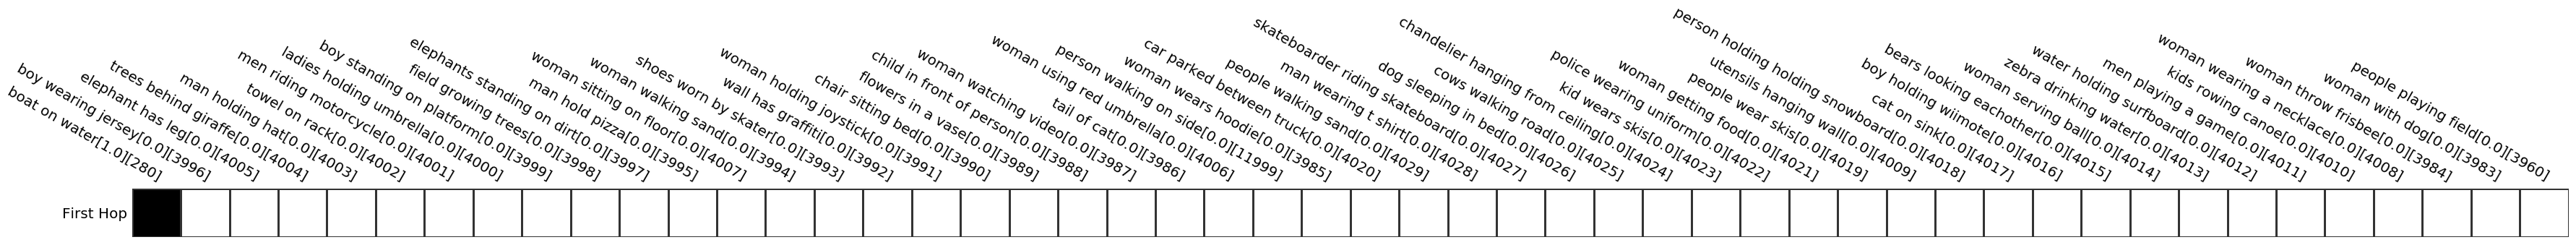 boat on water[1.0][280]
boy wearing jersey[0.0][3996]
elephant has leg[0.0][4005]
trees behind giraffe[0.0][4004]
man holding hat[0.0][4003]
towel on rack[0.0][4002]
men riding motorcycle[0.0][4001]
ladies holding umbrella[0.0][4000]
boy standing on platform[0.0][3999]
field growing trees[0.0][3998]
elephants standing on dirt[0.0][3997]
man hold pizza[0.0][3995]
woman sitting on floor[0.0][4007]
woman walking sand[0.0][3994]
shoes worn by skater[0.0][3993]
wall has graffiti[0.0][3992]
woman holding joystick[0.0][3991]
chair sitting bed[0.0][3990]
flowers in a vase[0.0][3989]
child in front of person[0.0][3988]
woman watching video[0.0][3987]
tail of cat[0.0][3986]
woman using red umbrella[0.0][4006]
person walking on side[0.0][11999]
woman wears hoodie[0.0][3985]
car parked between truck[0.0][4020]
people walking sand[0.0][4029]
man wearing t shirt[0.0][4028]
skateboarder riding skateboard[0.0][4027]
dog sleeping in bed[0.0][4026]
cows walking road[0.0][4025]
chandelier hanging from ceiling[0.0][4024]
kid wears skis[0.0][4023]
police wearing uniform[0.0][4022]
woman getting food[0.0][4021]
people wear skis[0.0][4019]
utensils hanging wall[0.0][4009]
person holding holding snowboard[0.0][4018]
cat on sink[0.0][4017]
boy holding wiimote[0.0][4016]
bears looking eachother[0.0][4015]
woman serving ball[0.0][4014]
zebra drinking water[0.0][4013]
water holding surfboard[0.0][4012]
men playing a game[0.0][4011]
kids rowing canoe[0.0][4010]
woman wearing a necklace[0.0][4008]
woman throw frisbee[0.0][3984]
woman with dog[0.0][3983]
people playing field[0.0][3960]
First Hop